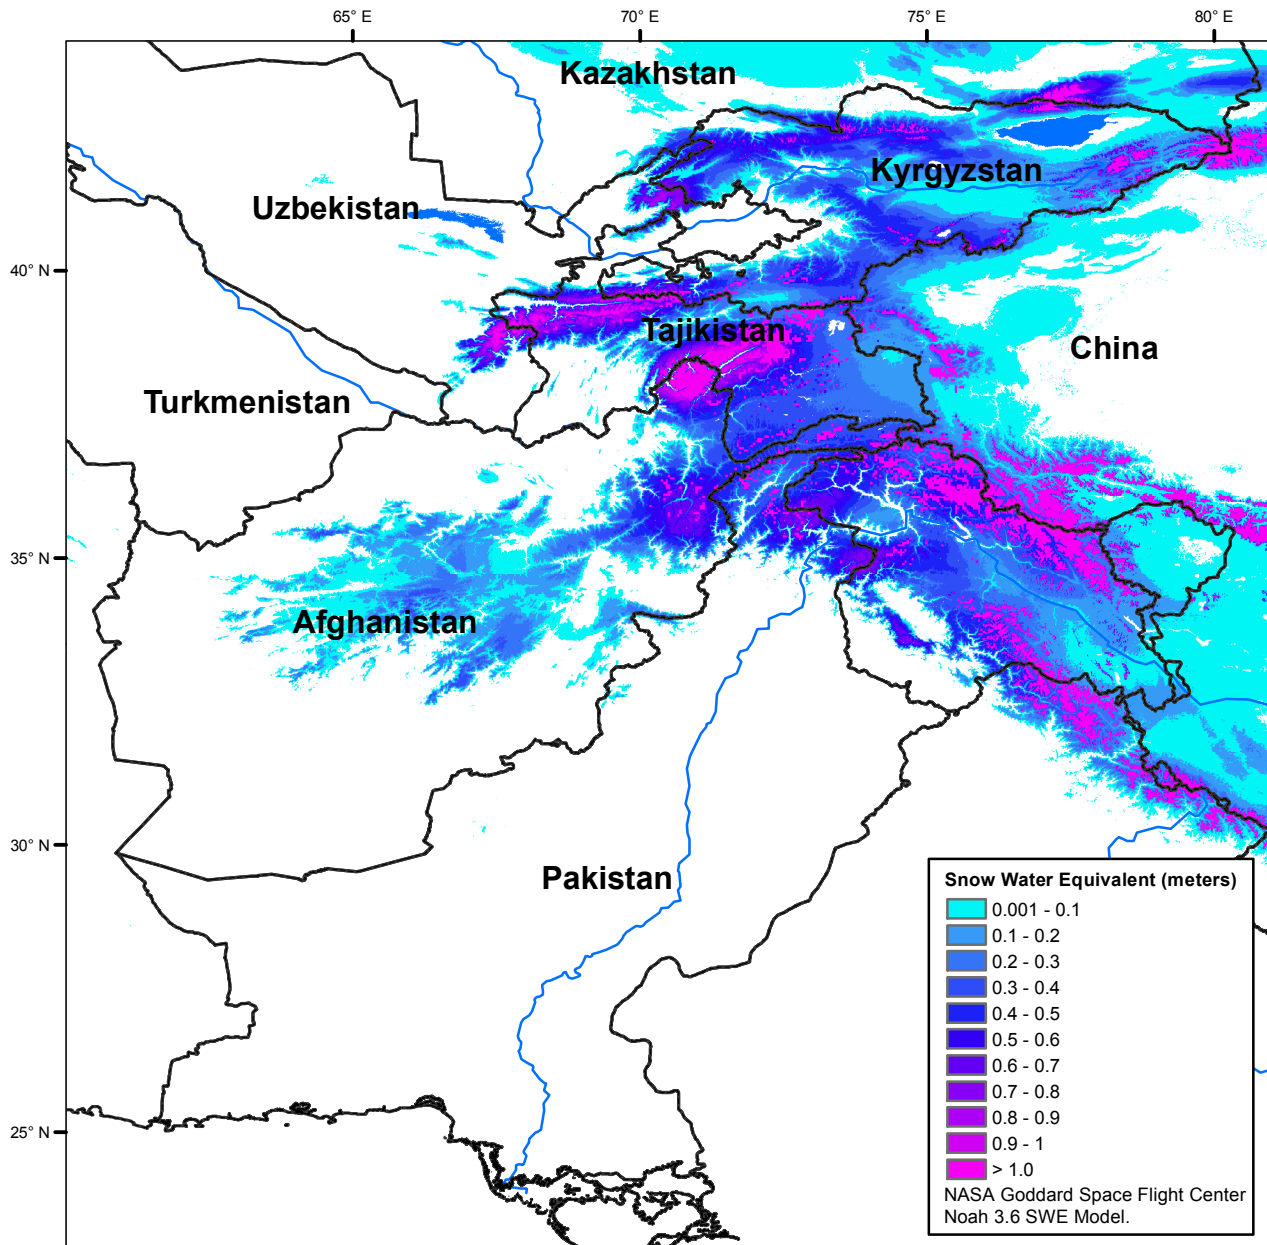 65° E
70° E
75° E
80° E
Kazakhstan
Kyrgyzstan
Uzbekistan
40° N
Tajikistan
China
Turkmenistan
35° N
Afghanistan
30° N
Pakistan
25° N
Snow Water Equivalent (meters)
0.001 - 0.1
0.1 - 0.2
0.2 - 0.3
0.3 - 0.4
0.4 - 0.5
0.5 - 0.6
0.6 - 0.7
0.7 - 0.8
0.8 - 0.9
0.9 - 1
> 1.0
NASA Goddard Space Flight Center
Noah 3.6 SWE Model.